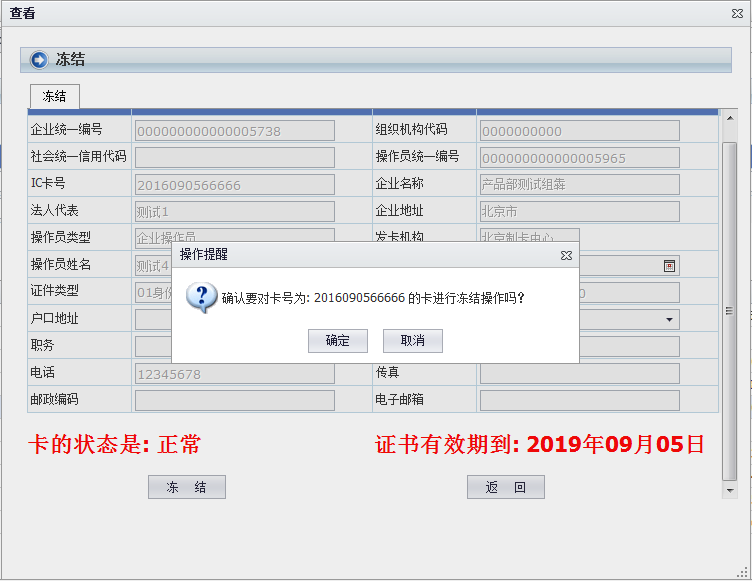 查看
冻结
冻结
企业统一编号 000000000000005738 组织机构代码 0000000000
社会统一信用代码 操作员统一编号 000000000000005965
IC卡号 2016090566666 企业名称 产品部测试组犇
法人代表 测试1 企业地址 北京市
操作员类型 企业操作员 发卡机构 北京制卡中心
操作提醒
操作员姓名 测试4
确认要对卡号为: 2016090566666 的卡进行冻结操作吗?
证件类型 01身份 0
户口地址
确定 取消
职务
电话 12345678 传真
邮政编码 电子邮箱
卡的状态是: 正常 证书有效期到: 2019年09月05日
冻 结 返 回